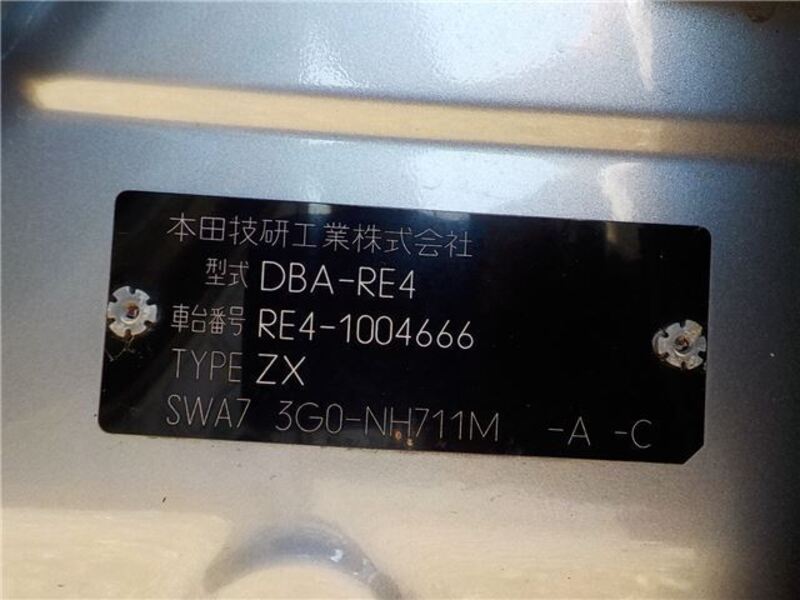 本田技研工業株式会社
型式 DBA-RE4
車台番号 RE4-1004666
TYPE ZX
SWA7 3G0-NH711M -A -C